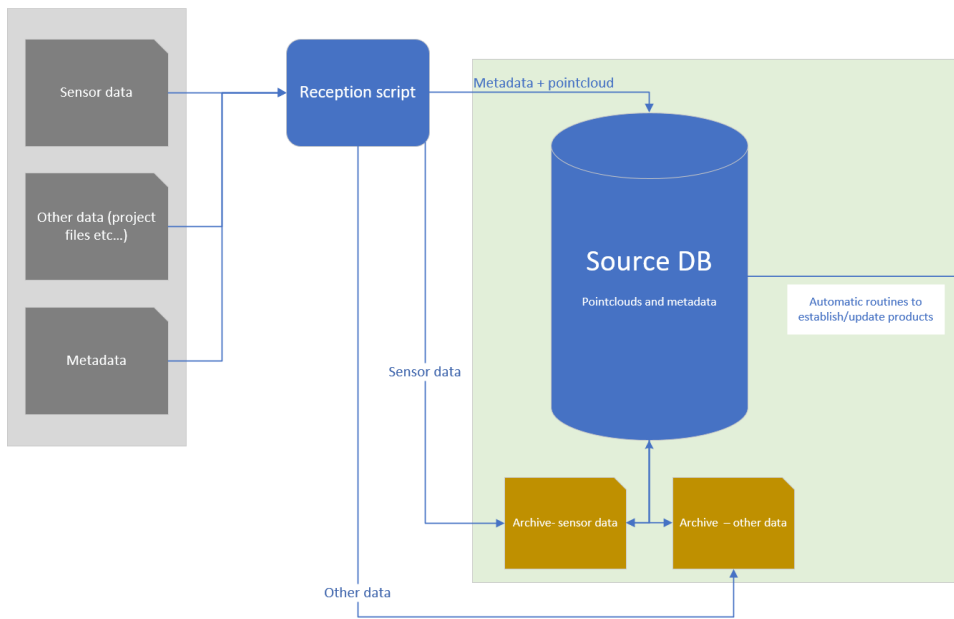 Sensor data
Reception script
Metadata + pointcloud
Other data (project
files etc...)
Source DB
Pointclouds and metadata
Automatic routines to
establish/update products
Metadata
Sensor data
Archive- sensor data
Archive – other data
Other data